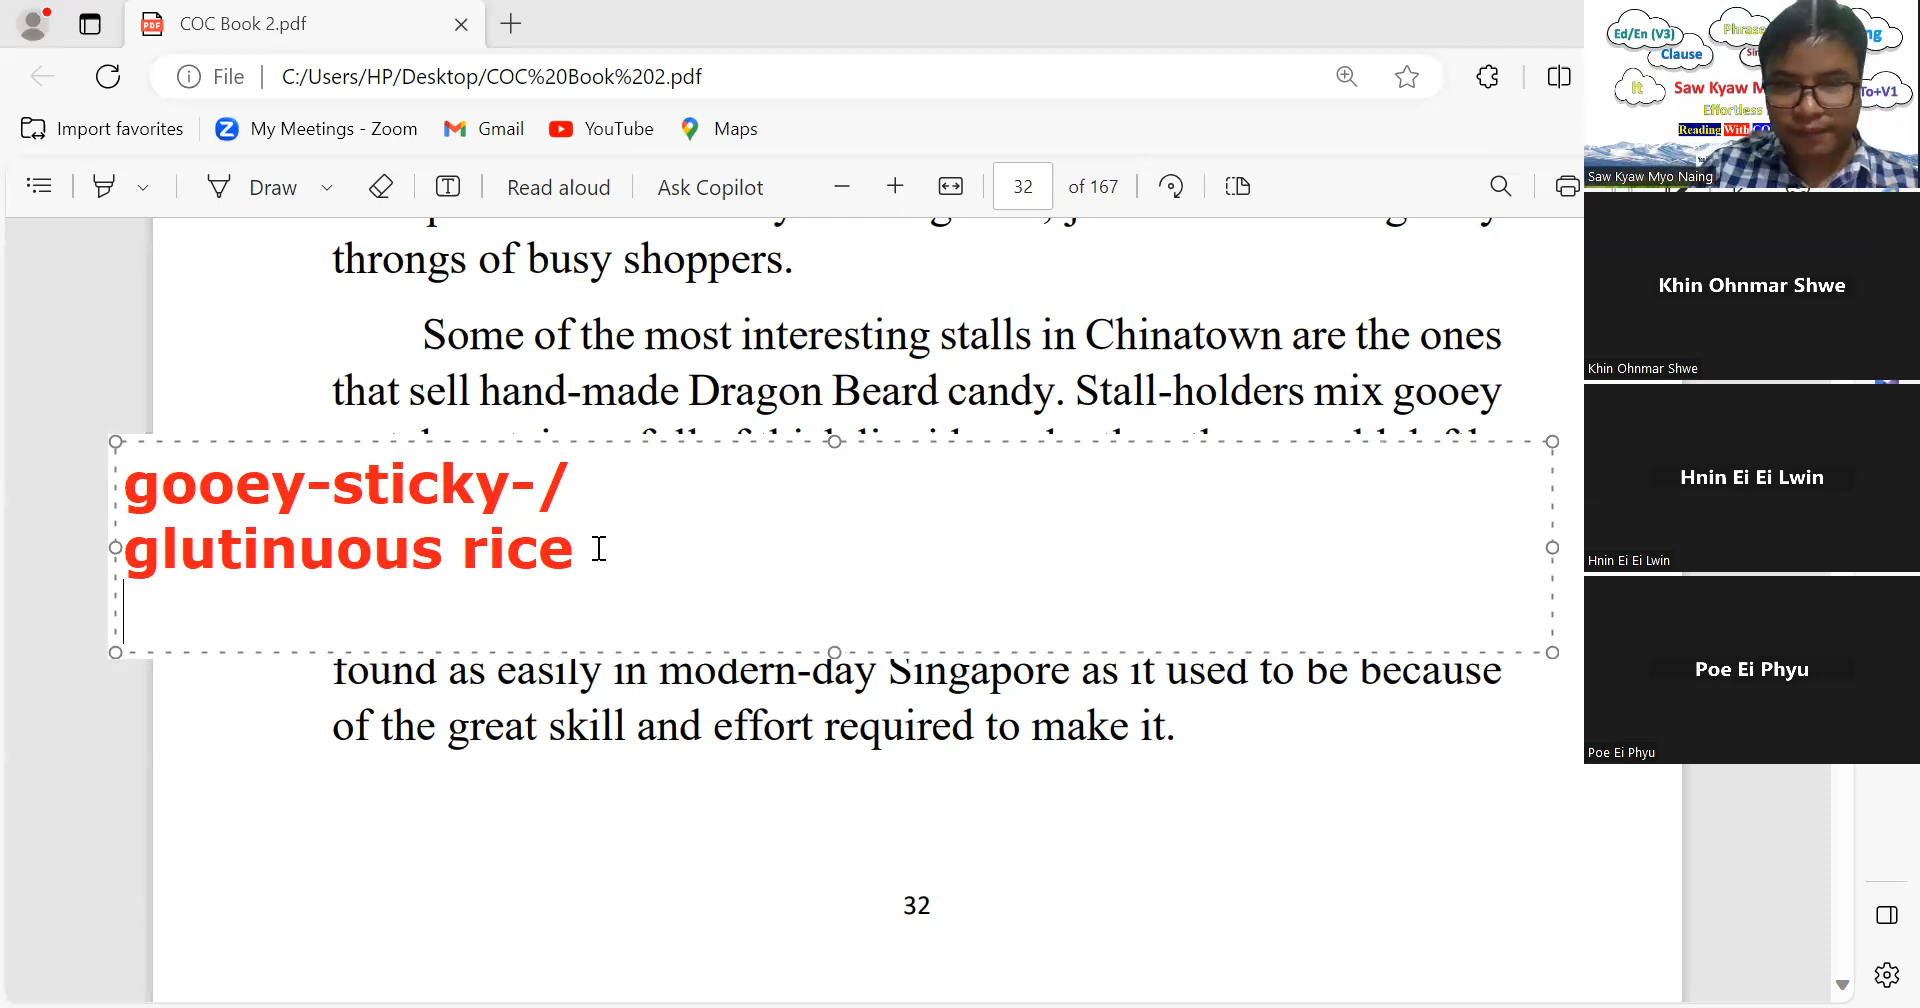 COC Book 2.pdf
File
C:/Users/HP/Desktop/COC%20Book%202.pdf
Import favorites
My Meetings - Zoom
Gmail
YouTube
Maps
Draw
Read aloud
Ask Copilot
32
of 167
throngs of busy shoppers.
Some of the most interesting stalls in Chinatown are the ones
that sell hand-made Dragon Beard candy. Stall-holders mix gooey
gooey-sticky-/
glutinuous rice
found as easily in modern-day Singapore as it used to be because
of the great skill and effort required to make it.
32
Ed/En (V3)
Phrase
Clause
It
Saw Kyaw M
To+V1
Effortless
Reading With CO
Saw Kyaw Myo Naing
Khin Ohnmar Shwe
Khin Ohnmar Shwe
Hnin Ei Ei Lwin
Hnin Ei Ei Lwin
Poe Ei Phyu
Poe Ei Phyu